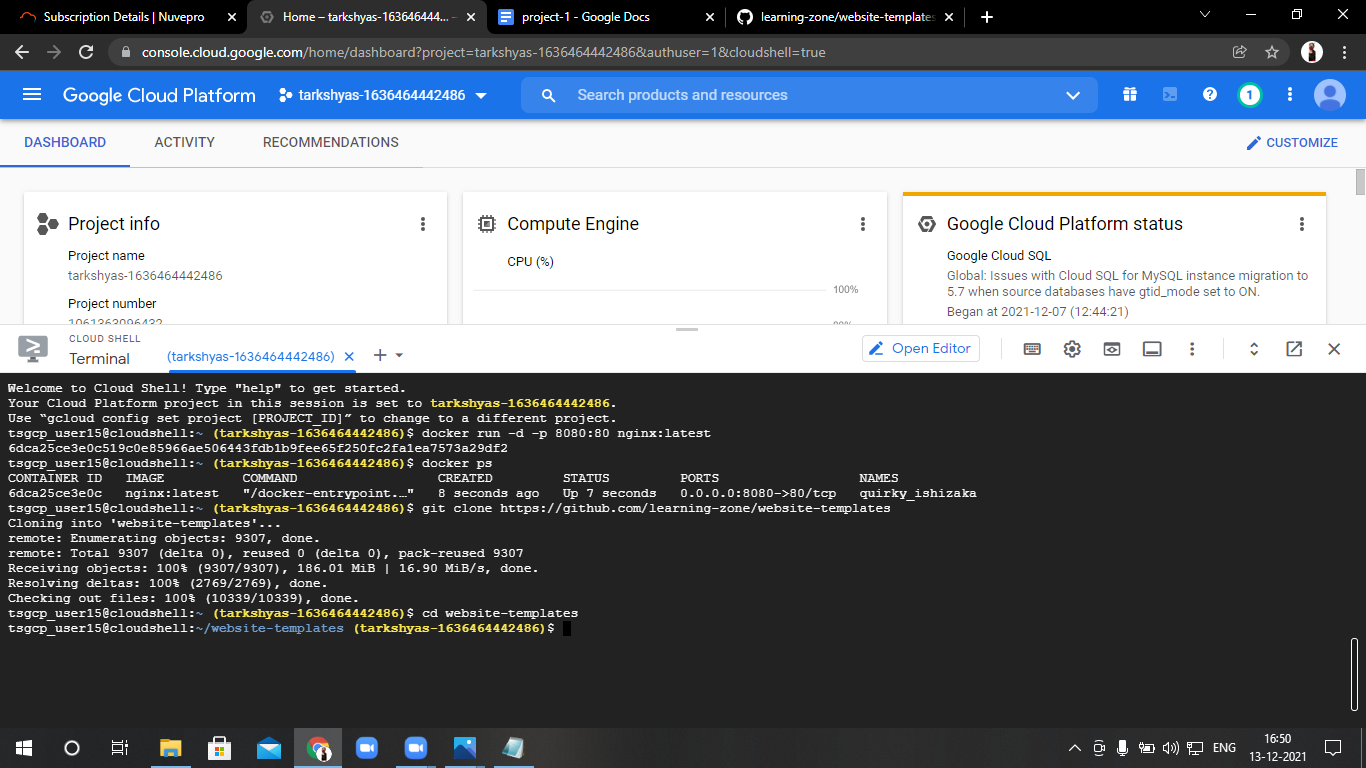 Subscription Details | Nuvepro
Home – tarkshyas-16364644... –
project-1 - Google Docs
learning-zone/website-templates
console.cloud.google.com/home/dashboard?project=tarkshyas-1636464442486&authuser=1&cloudshell=true
Google Cloud Platform
tarkshyas-1636464442486
Search products and resources
1
DASHBOARD
ACTIVITY
RECOMMENDATIONS
CUSTOMIZE
Project info
Project name
tarkshyas-1636464442486
Project number
1061363096432
Compute Engine
CPU (%)
100%
80%
Google Cloud Platform status
Google Cloud SQL
Global: Issues with Cloud SQL for MySQL instance migration to
5.7 when source databases have gtid_mode set to ON.
Began at 2021-12-07 (12:44:21)
CLOUD SHELL
Terminal
(tarkshyas-1636464442486)
Open Editor
Welcome to Cloud Shell! Type "help" to get started.
Your Cloud Platform project in this session is set to tarkshyas-1636464442486.
Use “gcloud config set project [PROJECT_ID]” to change to a different project.
tsgcp_user15@cloudshell:~ (tarkshyas-1636464442486)$ docker run -d -p 8080:80 nginx:latest
6dca25ce3e0c519c0e85966ae506443fdb1b9fee65f250fc2fa1ea7573a29df2
tsgcp_user15@cloudshell:~ (tarkshyas-1636464442486)$ docker ps
CONTAINER ID IMAGE COMMAND CREATED STATUS PORTS NAMES
6dca25ce3e0c nginx:latest "/docker-entrypoint.…" 8 seconds ago Up 7 seconds 0.0.0.0:8080->80/tcp quirky_ishizaka
tsgcp_user15@cloudshell:~ (tarkshyas-1636464442486)$ git clone https://github.com/learning-zone/website-templates
Cloning into 'website-templates'...
remote: Enumerating objects: 9307, done.
remote: Total 9307 (delta 0), reused 0 (delta 0), pack-reused 9307
Receiving objects: 100% (9307/9307), 186.01 MiB | 16.90 MiB/s, done.
Resolving deltas: 100% (2769/2769), done.
Checking out files: 100% (10339/10339), done.
tsgcp_user15@cloudshell:~ (tarkshyas-1636464442486)$ cd website-templates
tsgcp_user15@cloudshell:~/website-templates (tarkshyas-1636464442486)$
ENG
16:50
13-12-2021